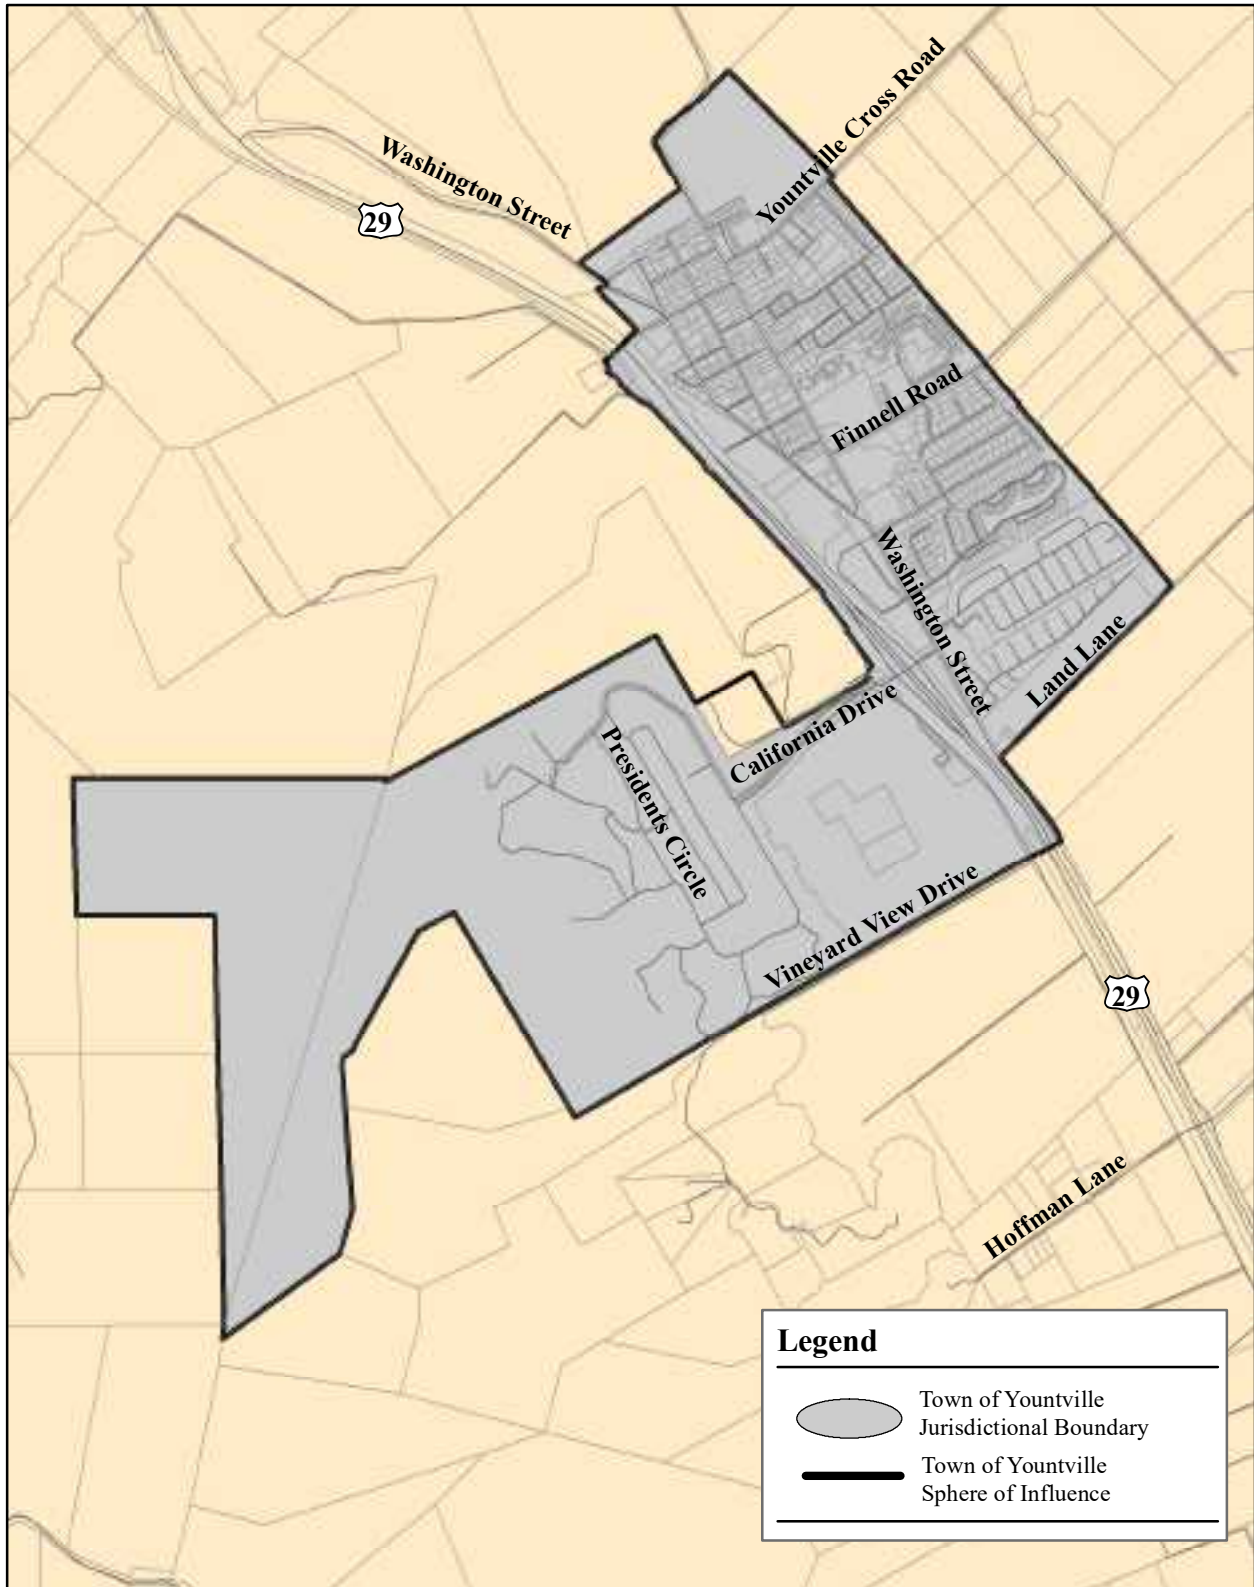 Yountville Cross Road
Washington Street
29
Finnell Road
Washington Street
Land Lane
California Drive
Presidents Circle
Vineyard View Drive
29
Hoffman Lane
Legend
Town of Yountville
Jurisdictional Boundary
Town of Yountville
Sphere of Influence